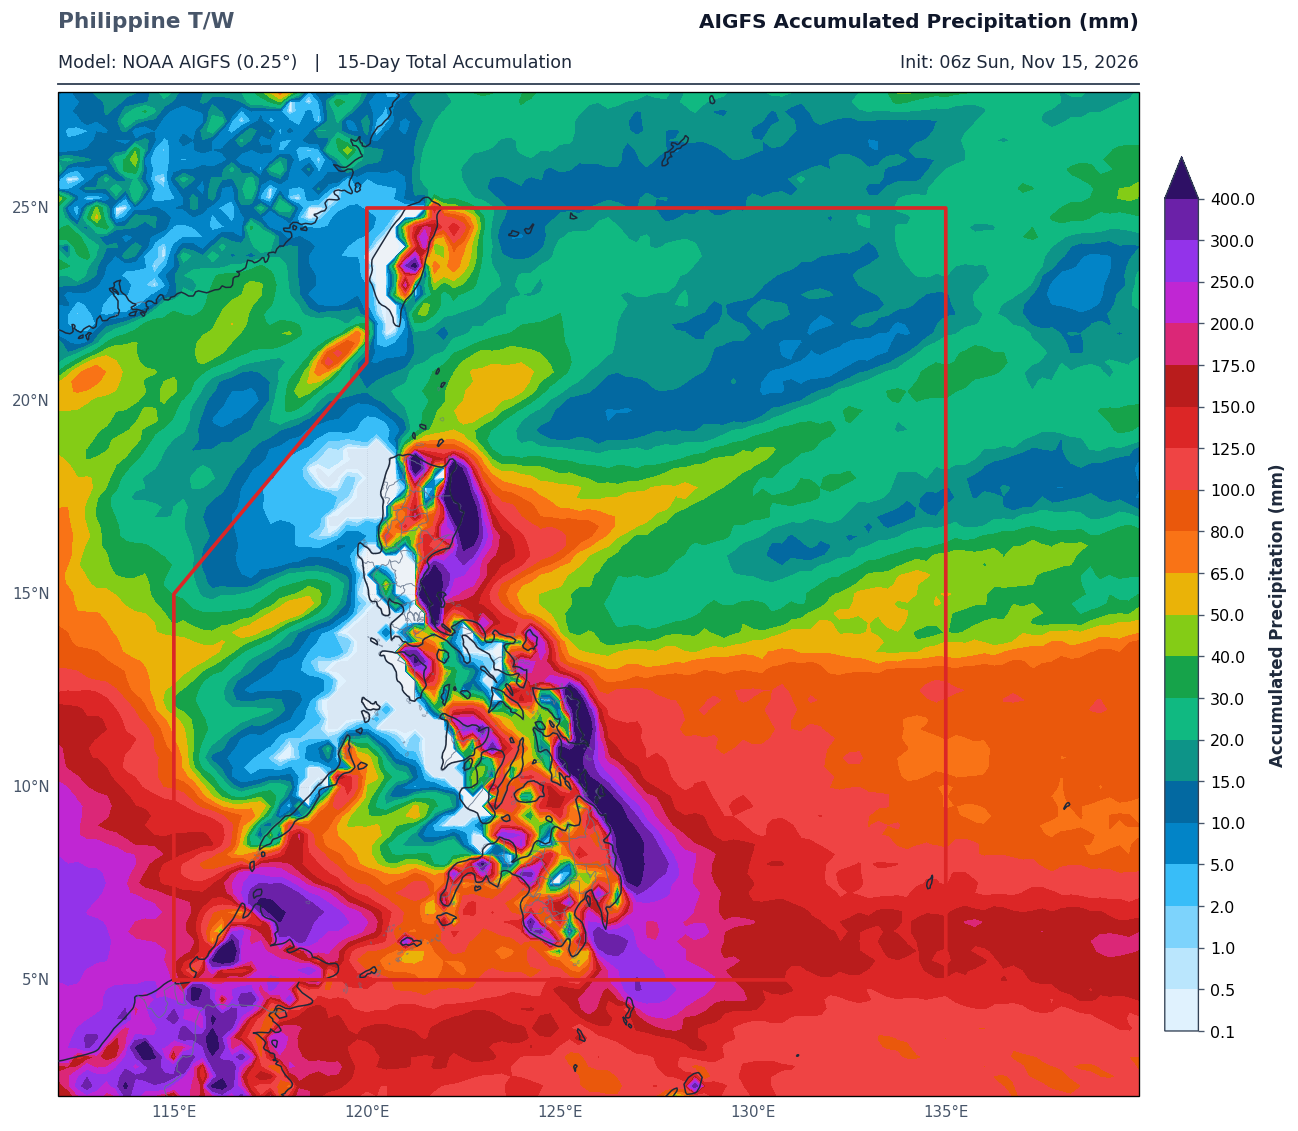 Philippine T/W
AIGFS Accumulated Precipitation (mm)
Model: NOAA AIGFS (0.25°)   |   15-Day Total Accumulation
Init: 06z Sun, Nov 15, 2026
25°N
20°N
15°N
10°N
5°N
115°E
120°E
125°E
130°E
135°E
400.0
300.0
250.0
200.0
175.0
150.0
125.0
100.0
80.0
65.0
50.0
40.0
30.0
20.0
15.0
10.0
5.0
2.0
1.0
0.5
0.1
Accumulated Precipitation (mm)